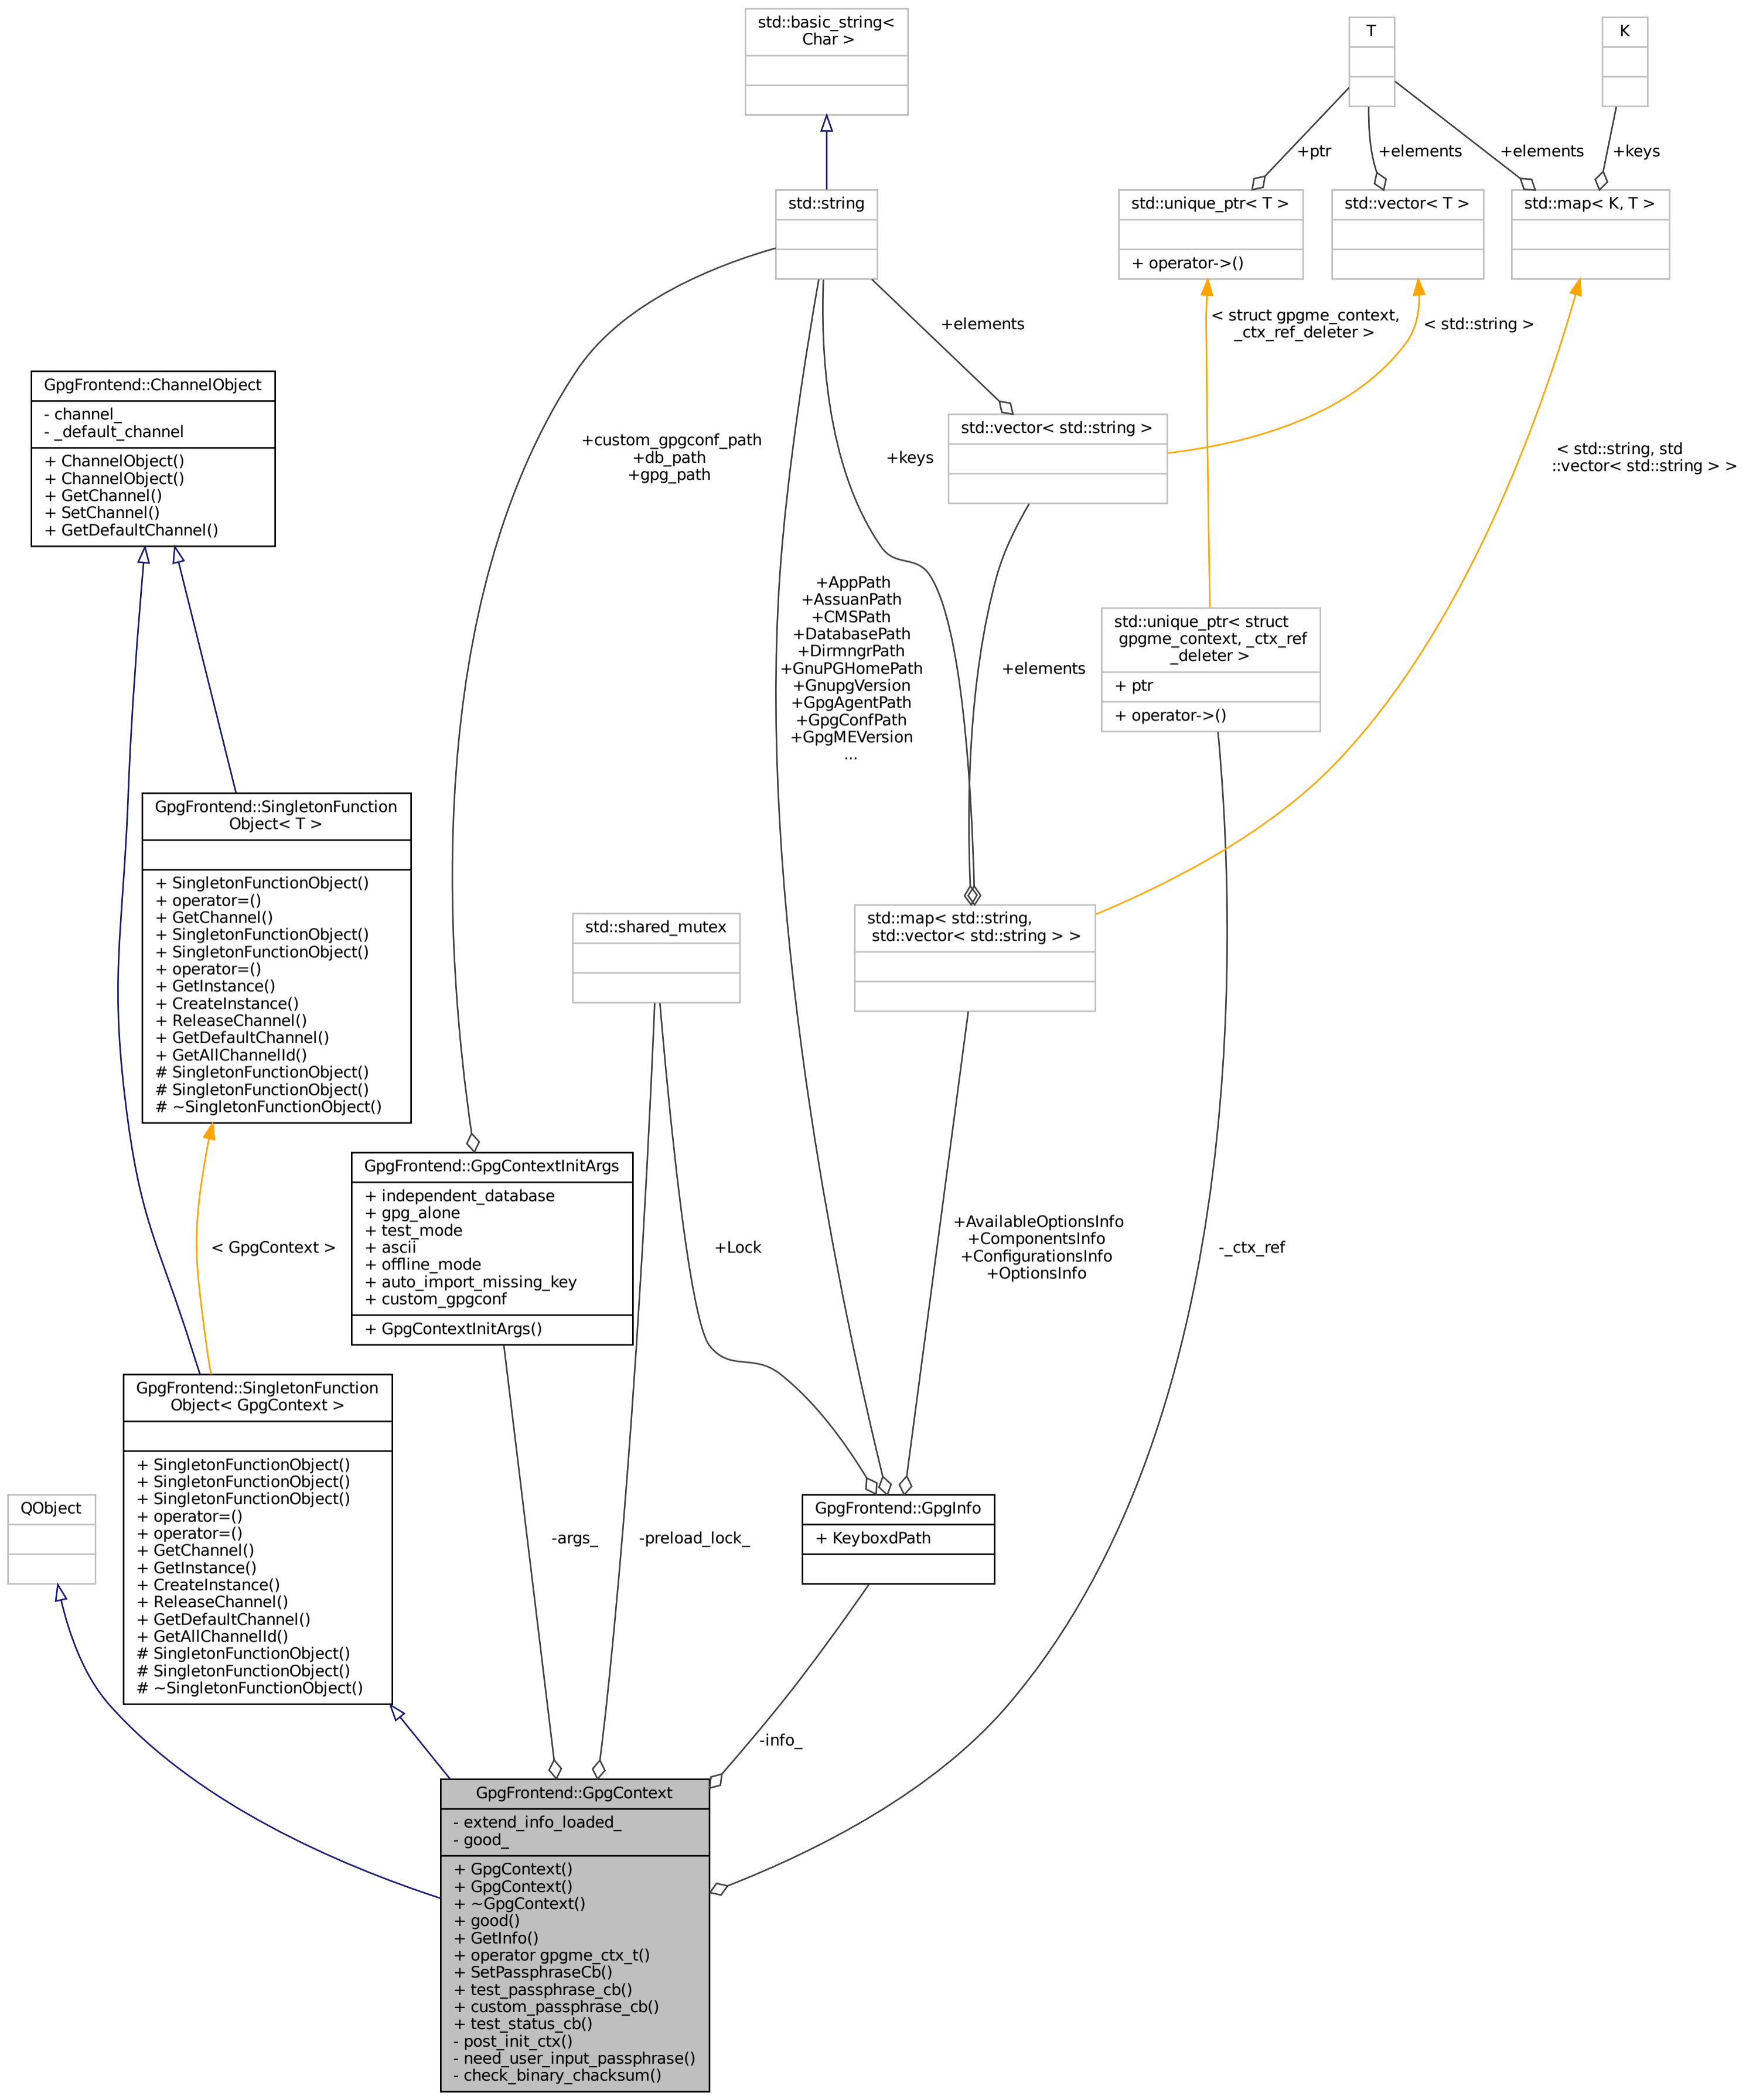 std::basic_string<
Char >
T
K
+ptr
+elements
+elements
+keys
std::string
std::unique_ptr< T >
+ operator->()
std::vector< T >
std::map< K, T >
+elements
< struct gpgme_context,
_ctx_ref_deleter >
< std::string >
GpgFrontend::ChannelObject
- channel_
- _default_channel
+ ChannelObject()
+ ChannelObject()
+ GetChannel()
+ SetChannel()
+ GetDefaultChannel()
+custom_gpgconf_path
+db_path
+gpg_path
+keys
std::vector< std::string >
< std::string, std
::vector< std::string > >
+AppPath
+AssuanPath
+CMSPath
+DatabasePath
+DirmngrPath
+GnuPGHomePath
+GnupgVersion
+GpgAgentPath
+GpgConfPath
+GpgMEVersion
...
+elements
std::unique_ptr< struct
gpgme_context, _ctx_ref
_deleter >
+ ptr
+ operator->()
GpgFrontend::SingletonFunction
Object< T >
+ SingletonFunctionObject()
+ operator=()
+ GetChannel()
+ SingletonFunctionObject()
+ SingletonFunctionObject()
+ operator=()
+ GetInstance()
+ CreateInstance()
+ ReleaseChannel()
+ GetDefaultChannel()
+ GetAllChannelId()
# SingletonFunctionObject()
# SingletonFunctionObject()
# ~SingletonFunctionObject()
std::shared_mutex
std::map< std::string,
std::vector< std::string > >
< GpgContext >
GpgFrontend::GpgContextInitArgs
+ independent_database
+ gpg_alone
+ test_mode
+ ascii
+ offline_mode
+ auto_import_missing_key
+ custom_gpgconf
+ GpgContextInitArgs()
+Lock
+AvailableOptionsInfo
+ComponentsInfo
+ConfigurationsInfo
+OptionsInfo
-_ctx_ref
QObject
GpgFrontend::SingletonFunction
Object< GpgContext >
+ SingletonFunctionObject()
+ SingletonFunctionObject()
+ SingletonFunctionObject()
+ operator=()
+ operator=()
+ GetChannel()
+ GetInstance()
+ CreateInstance()
+ ReleaseChannel()
+ GetDefaultChannel()
+ GetAllChannelId()
# SingletonFunctionObject()
# SingletonFunctionObject()
# ~SingletonFunctionObject()
-args_
-preload_lock_
GpgFrontend::GpgInfo
+ KeyboxdPath
-info_
GpgFrontend::GpgContext
- extend_info_loaded_
- good_
+ GpgContext()
+ GpgContext()
+ ~GpgContext()
+ good()
+ GetInfo()
+ operator gpgme_ctx_t()
+ SetPassphraseCb()
+ test_passphrase_cb()
+ custom_passphrase_cb()
+ test_status_cb()
- post_init_ctx()
- need_user_input_passphrase()
- check_binary_chacksum()